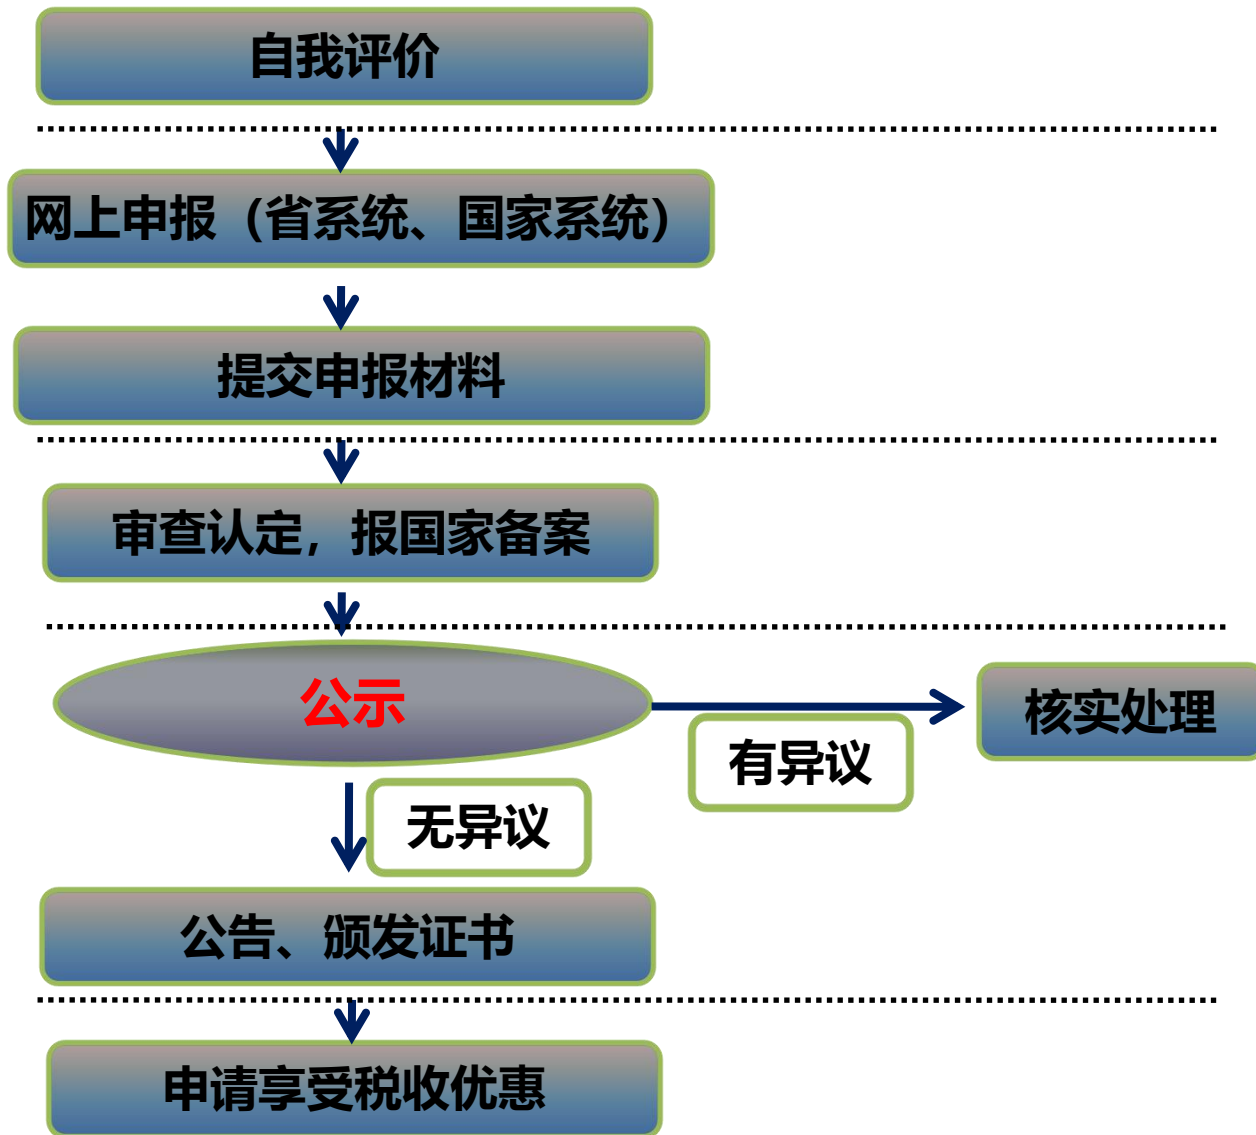 自我评价
网上申报（省系统、国家系统）
提交申报材料
审查认定，报国家备案
公示
核实处理
有异议
无异议
公告、颁发证书
申请享受税收优惠